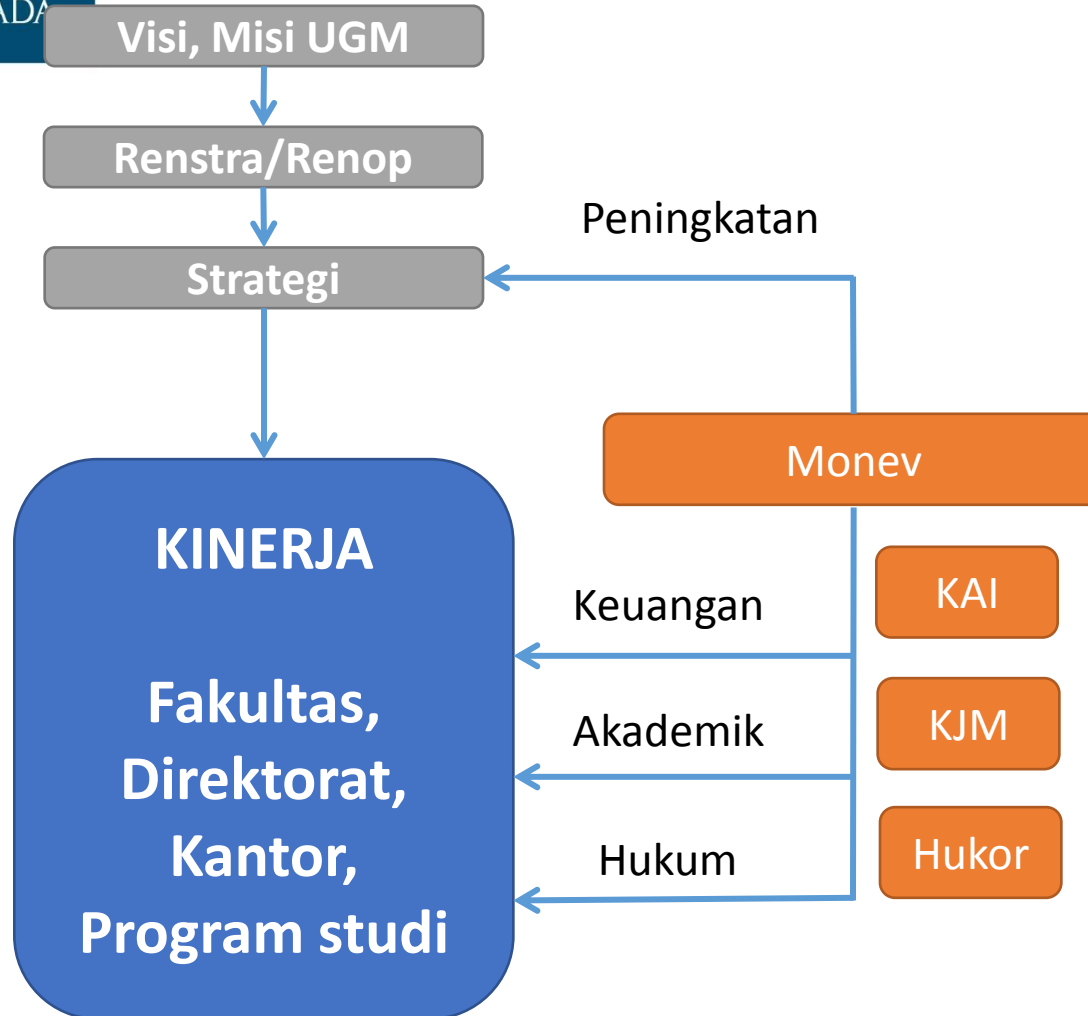 ADA
Visi, Misi UGM
Renstra/Renop
Strategi
Peningkatan
Monev
KINERJA
Fakultas,
Direktorat,
Kantor,
Program studi
Keuangan
Akademik
Hukum
KAI
KJM
Hukor